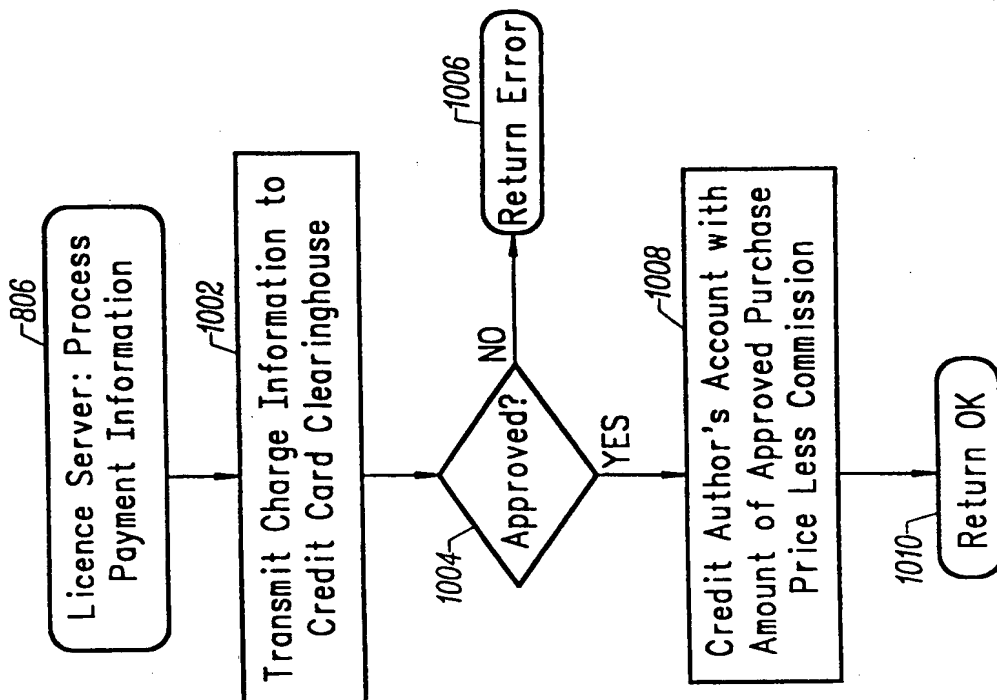 806
Licence Server: Process
Payment Information
1002
Transmit Charge Information to
Credit Card Clearinghouse
1004
Approved?
NO
1006
Return Error
YES
1008
Credit Author's Account with
Amount of Approved Purchase
Price Less Commission
1010
Return OK